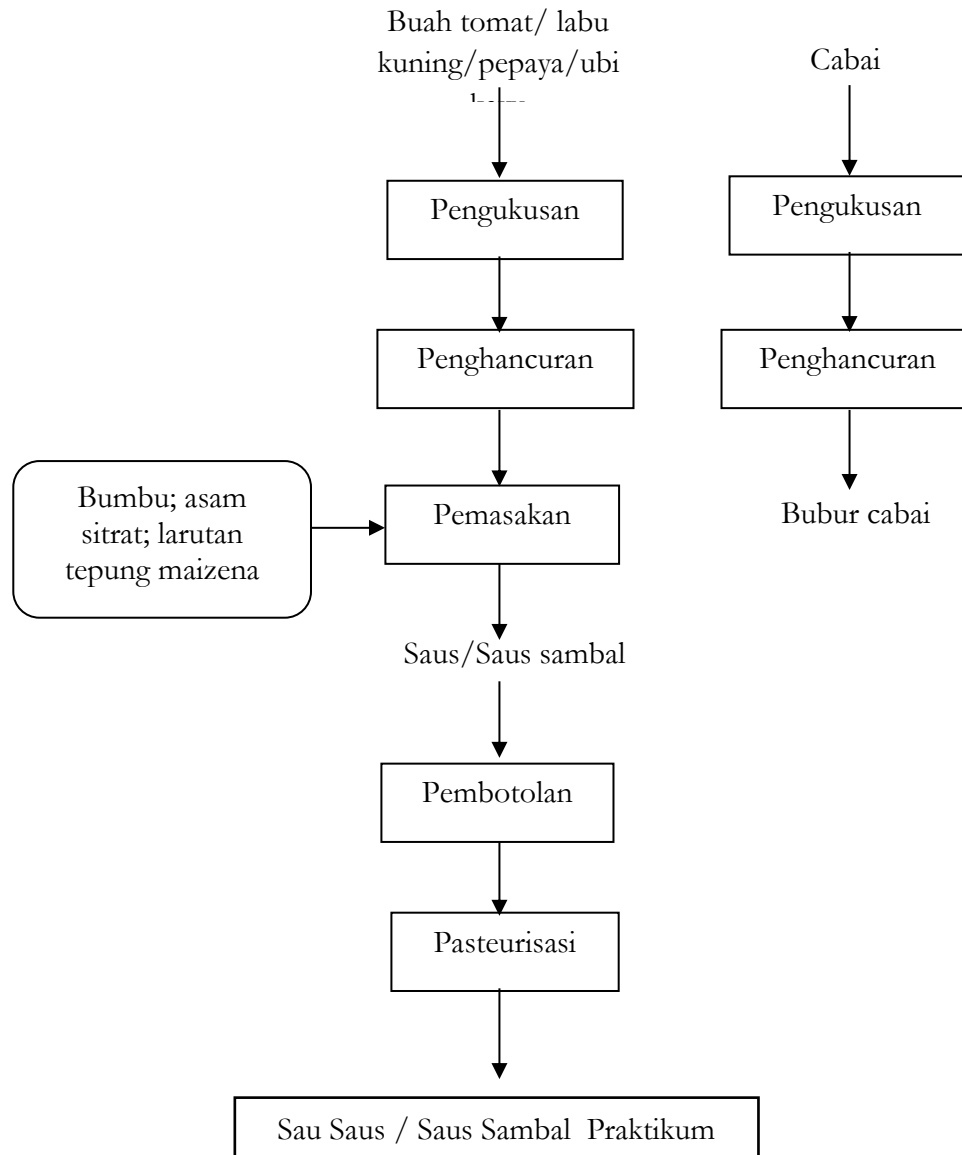 Buah tomat/ labu
kuning/pepaya/ubi
Cabai
Pengukusan
Pengukusan
Penghancuran
Penghancuran
Bumbu; asam
sitrat; larutan
tepung maizena
Pemasakan
Bubur cabai
Saus/Saus sambal
Pembotolan
Pasteurisasi
Sau Saus / Saus Sambal Praktikum